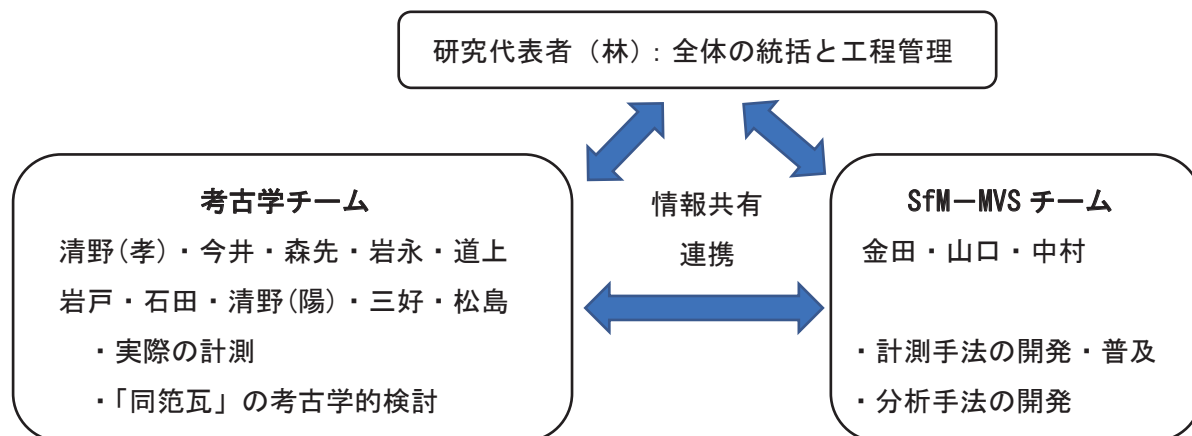 研究代表者（林）：全体の統括と工程管理
考古学チーム
清野(孝)・今井・森先・岩永・道上
岩戸・石田・清野(陽)・三好・松島
・実際の計測
・「同笵瓦」の考古学的検討
情報共有
連携
SfM－MVS チーム
金田・山口・中村
・計測手法の開発・普及
・分析手法の開発